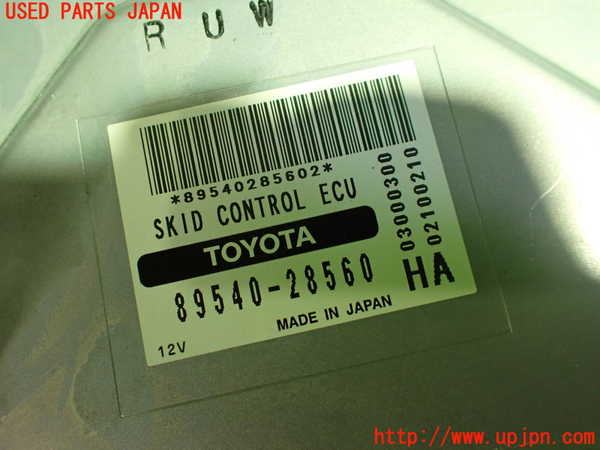 USED PARTS JAPAN
R U W
*89540285602*
SKID CONTROL ECU
TOYOTA
89540-28560
HA
MADE IN JAPAN
12V
03000300
02100210
http://www.upjpn.com/